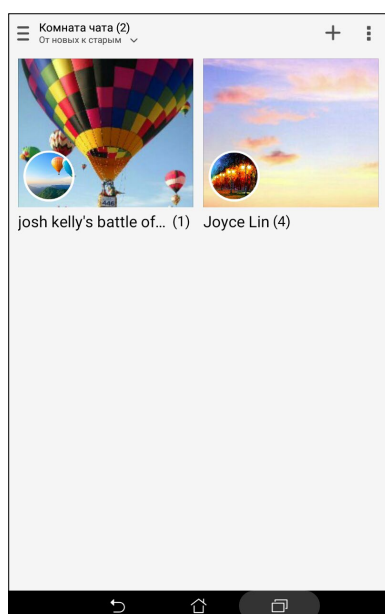 Комната чата (2)
От новых к старым
josh kelly's battle of... (1)
Joyce Lin (4)